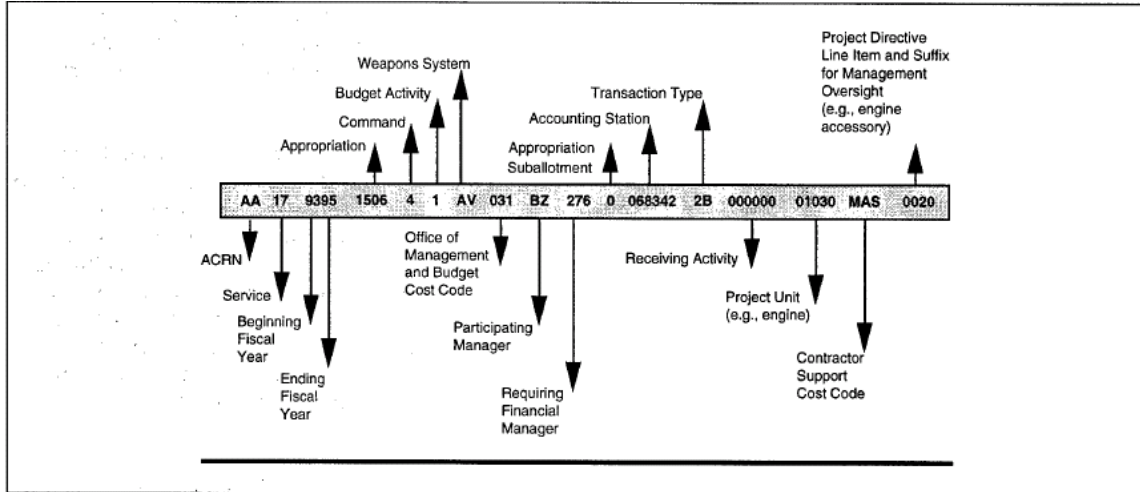 Project Directive
Line Item and Suffix
for Management
Oversight
(e.g., engine
accessory)
Weapons System
Budget Activity
Transaction Type
Command
Accounting Station
Appropriation
Appropriation
Suballotment
AA 17 9395 1506 4 1 AV 031 BZ 276 0 068342 2B 000000 01030 MAS 0020
ACRN
Office of
Management
and Budget
Cost Code
Receiving Activity
Service
Project Unit
(e.g., engine)
Beginning
Fiscal
Year
Participating
Manager
Contractor
Support
Cost Code
Ending
Fiscal
Year
Requiring
Financial
Manager